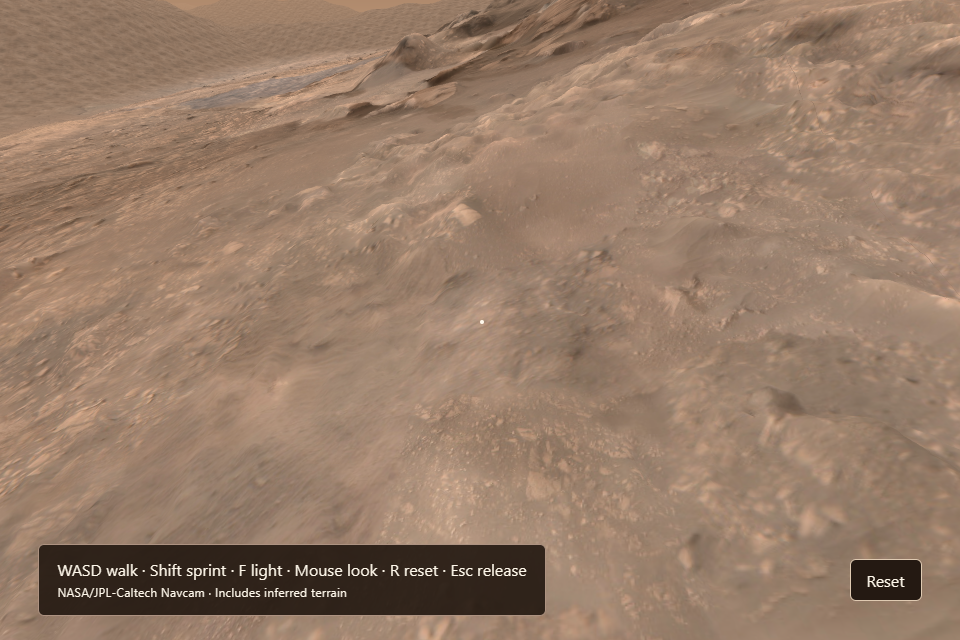 WASD walk · Shift sprint · F light · Mouse look · R reset · Esc release
NASA/JPL-Caltech Navcam · Includes inferred terrain
Reset